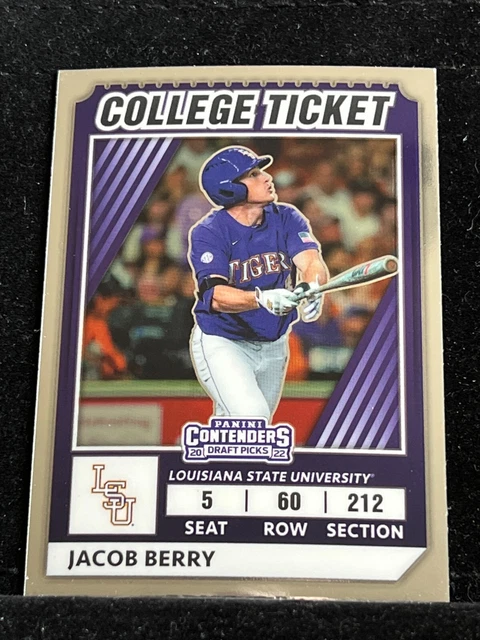 COLLEGE TICKET
TIGERS
PANINI
CONTENDERS
20 DRAFT PICKS 22
LOUISIANA STATE UNIVERSITY®
LSU
5 | 60 | 212
SEAT ROW SECTION
JACOB BERRY